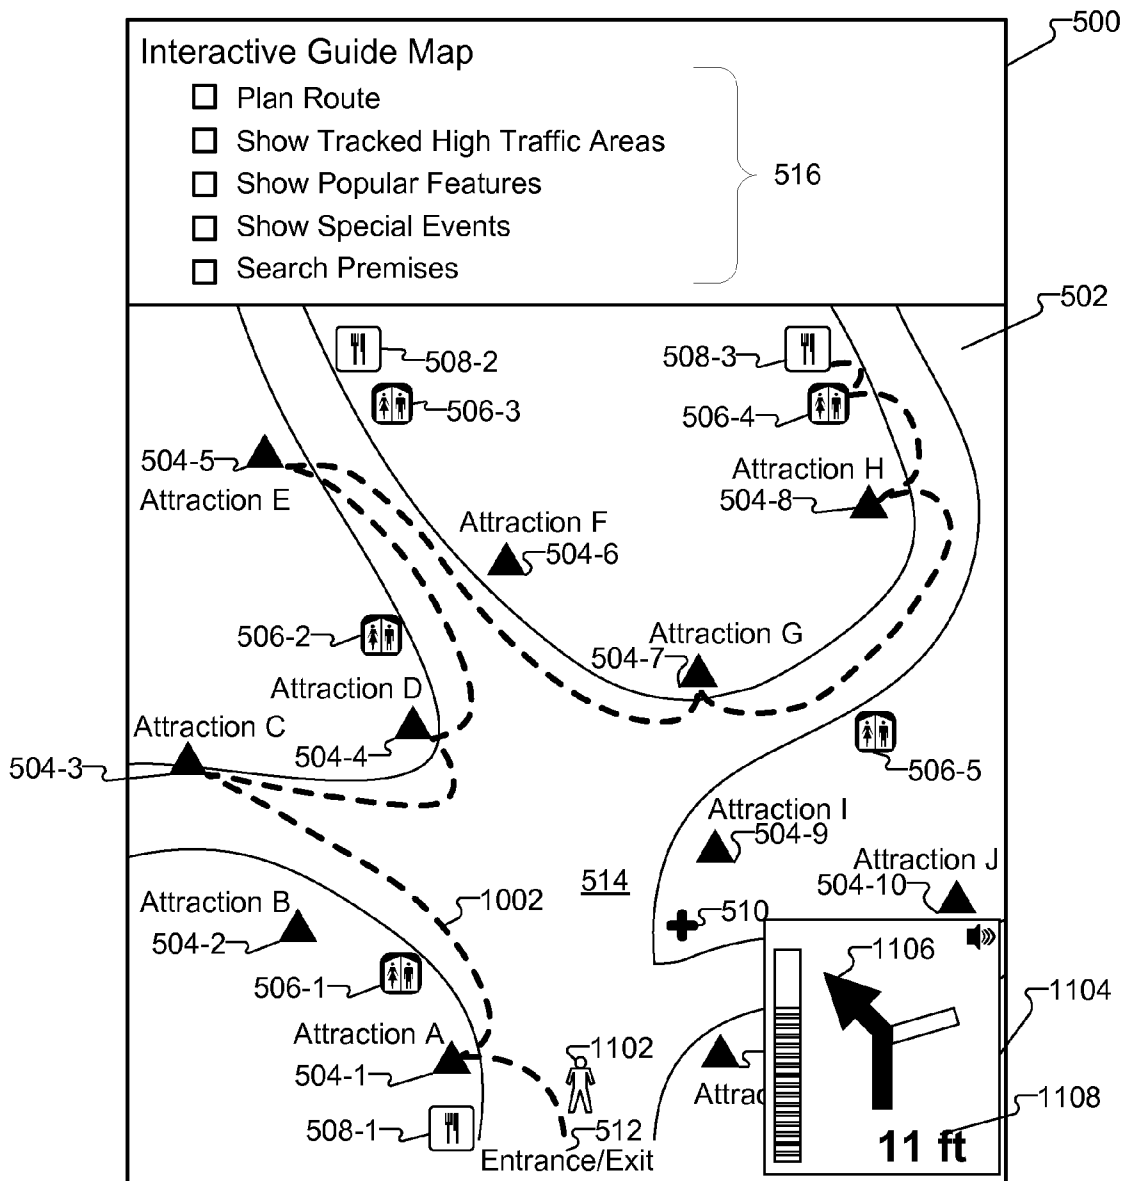 500
Interactive Guide Map
Plan Route
Show Tracked High Traffic Areas
516
Show Popular Features
Show Special Events
Search Premises
502
508-2
508-3
506-3
506-4
504-5
Attraction H
504-8
Attraction E
Attraction F
504-6
506-2
Attraction G
504-7
Attraction D
Attraction C
504-4
504-3
506-5
Attraction I
504-9
Attraction J
514
504-10
1002
Attraction B
510
504-2
1106
506-1
1104
Attraction A
1102
504-1
Attrac
1108
508-1
512
11 ft
Entrance/Exit